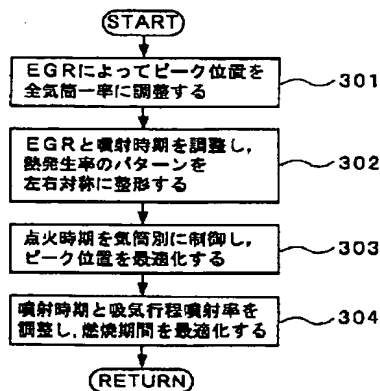 START
EGRによってピーク位置を
全気筒一率に調整する
301
EGRと噴射時期を調整し,
熱発生率のパターンを
左右対称に整形する
302
点火時期を気筒別に制御し,
ピーク位置を最適化する
303
噴射時期と吸気行程噴射率を
調整し,燃焼期間を最適化する
304
RETURN